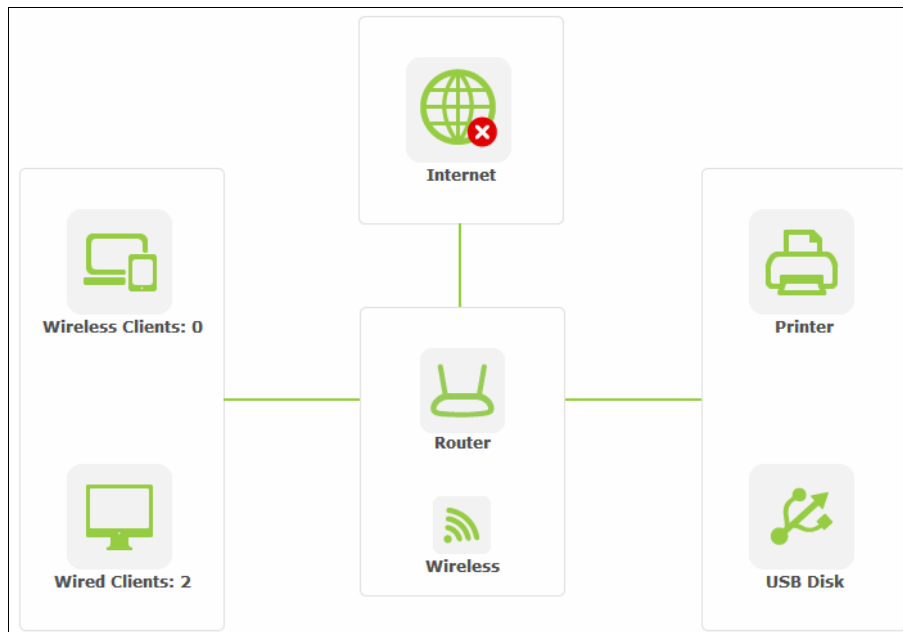 Internet
Wireless Clients: 0
Printer
Router
Wireless
Wired Clients: 2
USB Disk